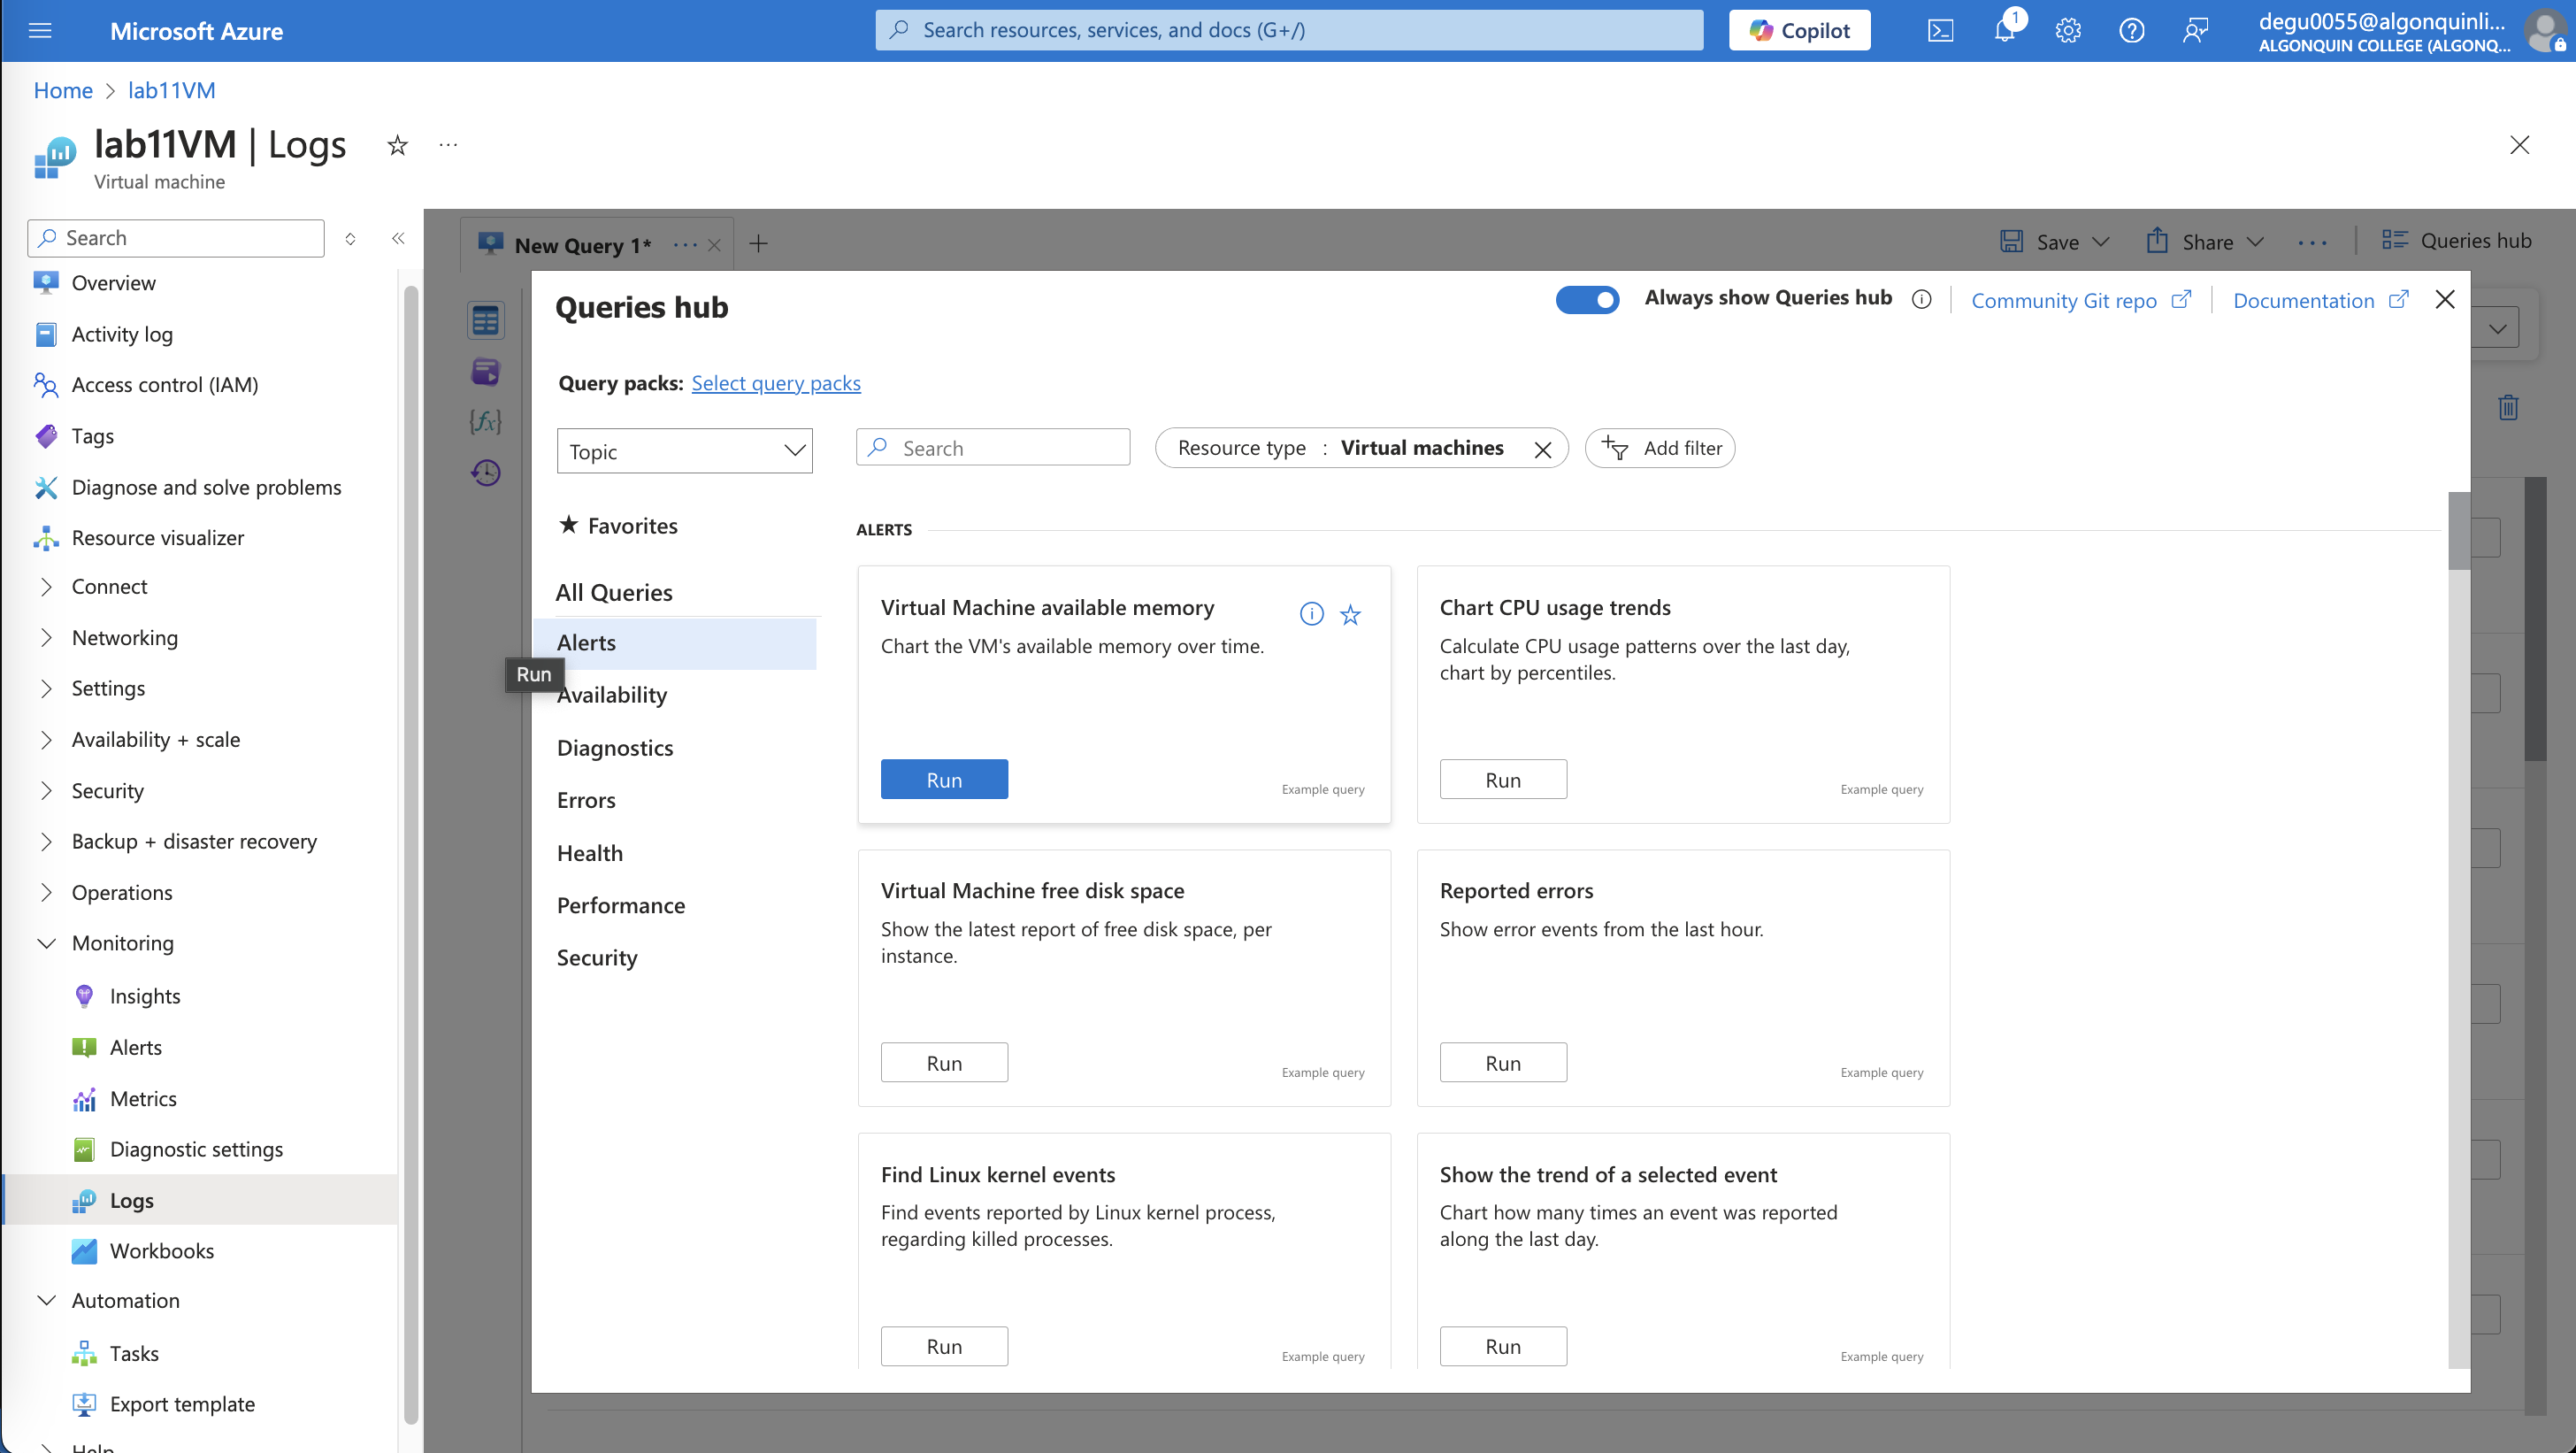 Microsoft Azure
Search resources, services, and docs (G+/)
Copilot
1
degu0055@algonquinli...
ALGONQUIN COLLEGE (ALGONQ...
Home > lab11VM
lab11VM | Logs
Virtual machine
Search
Overview
Activity log
Access control (IAM)
Tags
Diagnose and solve problems
Resource visualizer
Connect
Networking
Settings
Availability + scale
Security
Backup + disaster recovery
Operations
Monitoring
Insights
Alerts
Metrics
Diagnostic settings
Logs
Workbooks
Automation
Tasks
Export template
Help
New Query 1*
Save
Share
Queries hub
Queries hub
Always show Queries hub
Community Git repo
Documentation
Query packs: Select query packs
Topic
Search
Resource type : Virtual machines
Add filter
Favorites
All Queries
Alerts
Run
Availability
Diagnostics
Errors
Health
Performance
Security
ALERTS
Virtual Machine available memory
Chart the VM's available memory over time.
Run
Example query
Chart CPU usage trends
Calculate CPU usage patterns over the last day,
chart by percentiles.
Run
Example query
Virtual Machine free disk space
Show the latest report of free disk space, per
instance.
Run
Example query
Reported errors
Show error events from the last hour.
Run
Example query
Find Linux kernel events
Find events reported by Linux kernel process,
regarding killed processes.
Run
Example query
Show the trend of a selected event
Chart how many times an event was reported
along the last day.
Run
Example query